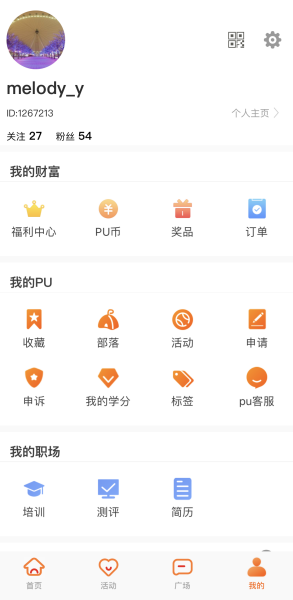 melody_y
ID:1267213 个人主页
关注 27 粉丝 54
我的财富
福利中心 PU币 奖品 订单
我的PU
收藏 部落 活动 申请
申诉 我的学分 标签 pu客服
我的职场
培训 测评 简历
首页 活动 广场 我的